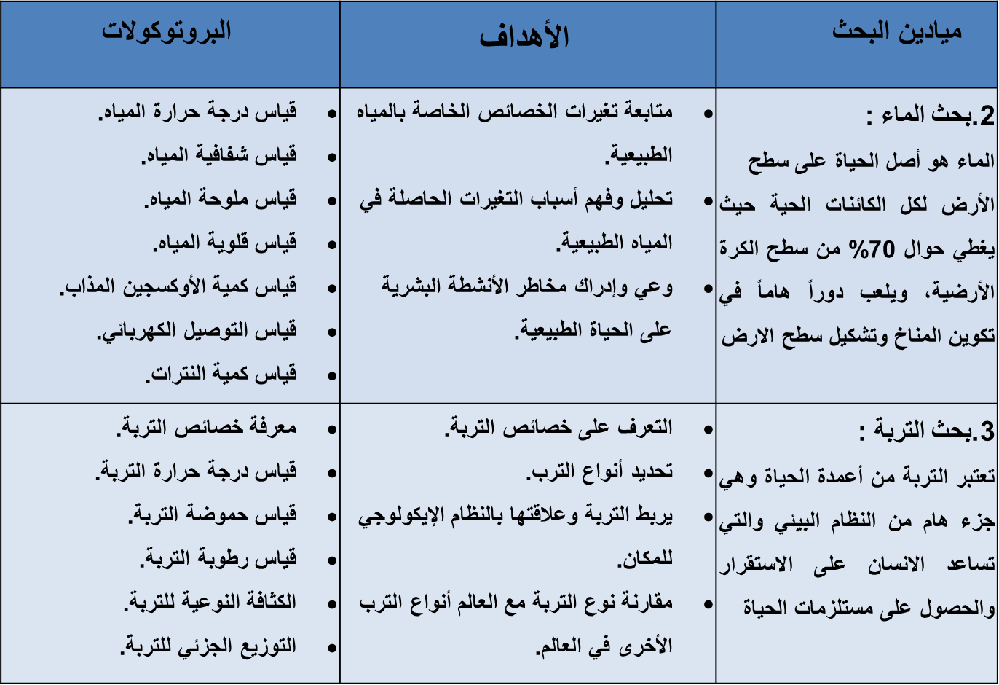 ميادين البحث
الأهداف
البروتوكولات
2.بحث الماء :
الماء هو أصل الحياة على سطح
الأرض لكل الكائنات الحية حيث
يغطي حوال 70% من سطح الكرة
الأرضية، ويلعب دوراً هاماً في
تكوين المناخ وتشكيل سطح الارض
• متابعة تغيرات الخصائص الخاصة بالمياه
الطبيعية.
• تحليل وفهم أسباب التغيرات الحاصلة في
المياه الطبيعية.
• وعي وإدراك مخاطر الأنشطة البشرية
على الحياة الطبيعية.
• قياس درجة حرارة المياه.
• قياس شفافية المياه.
• قياس ملوحة المياه.
• قياس قلوية المياه.
• قياس كمية الأوكسجين المذاب.
• قياس التوصيل الكهربائي.
• قياس كمية النترات.
3.بحث التربة :
تعتبر التربة من أعمدة الحياة وهي
جزء هام من النظام البيئي والتي
تساعد الانسان على الاستقرار
والحصول على مستلزمات الحياة
• التعرف على خصائص التربة.
• تحديد أنواع الترب.
• يربط التربة وعلاقتها بالنظام الإيكولوجي
للمكان.
• مقارنة نوع التربة مع العالم أنواع الترب
الأخرى في العالم.
• معرفة خصائص التربة.
• قياس درجة حرارة التربة.
• قياس حموضة التربة.
• قياس رطوبة التربة.
• الكثافة النوعية للتربة.
• التوزيع الجزئي للتربة.